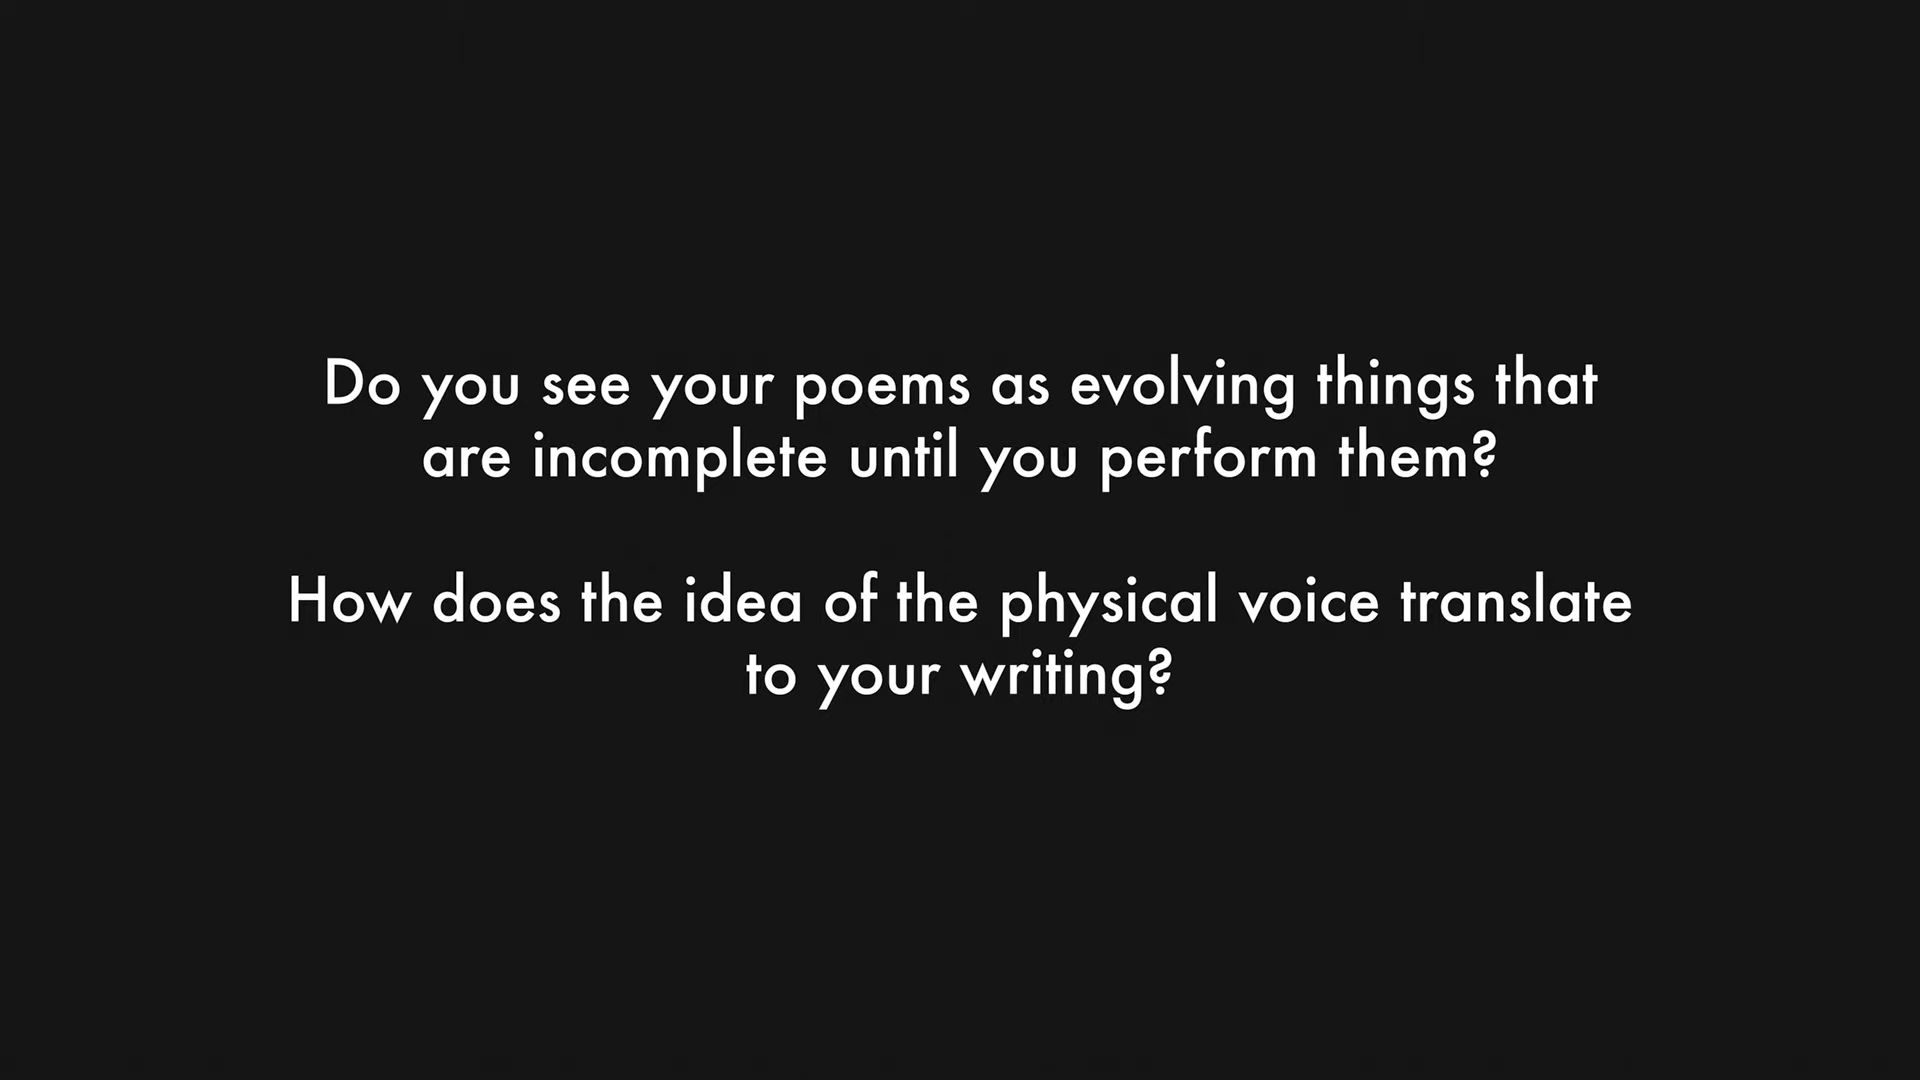 Do you see your poems as evolving things that
are incomplete until you perform them?
How does the idea of the physical voice translate
to your writing?